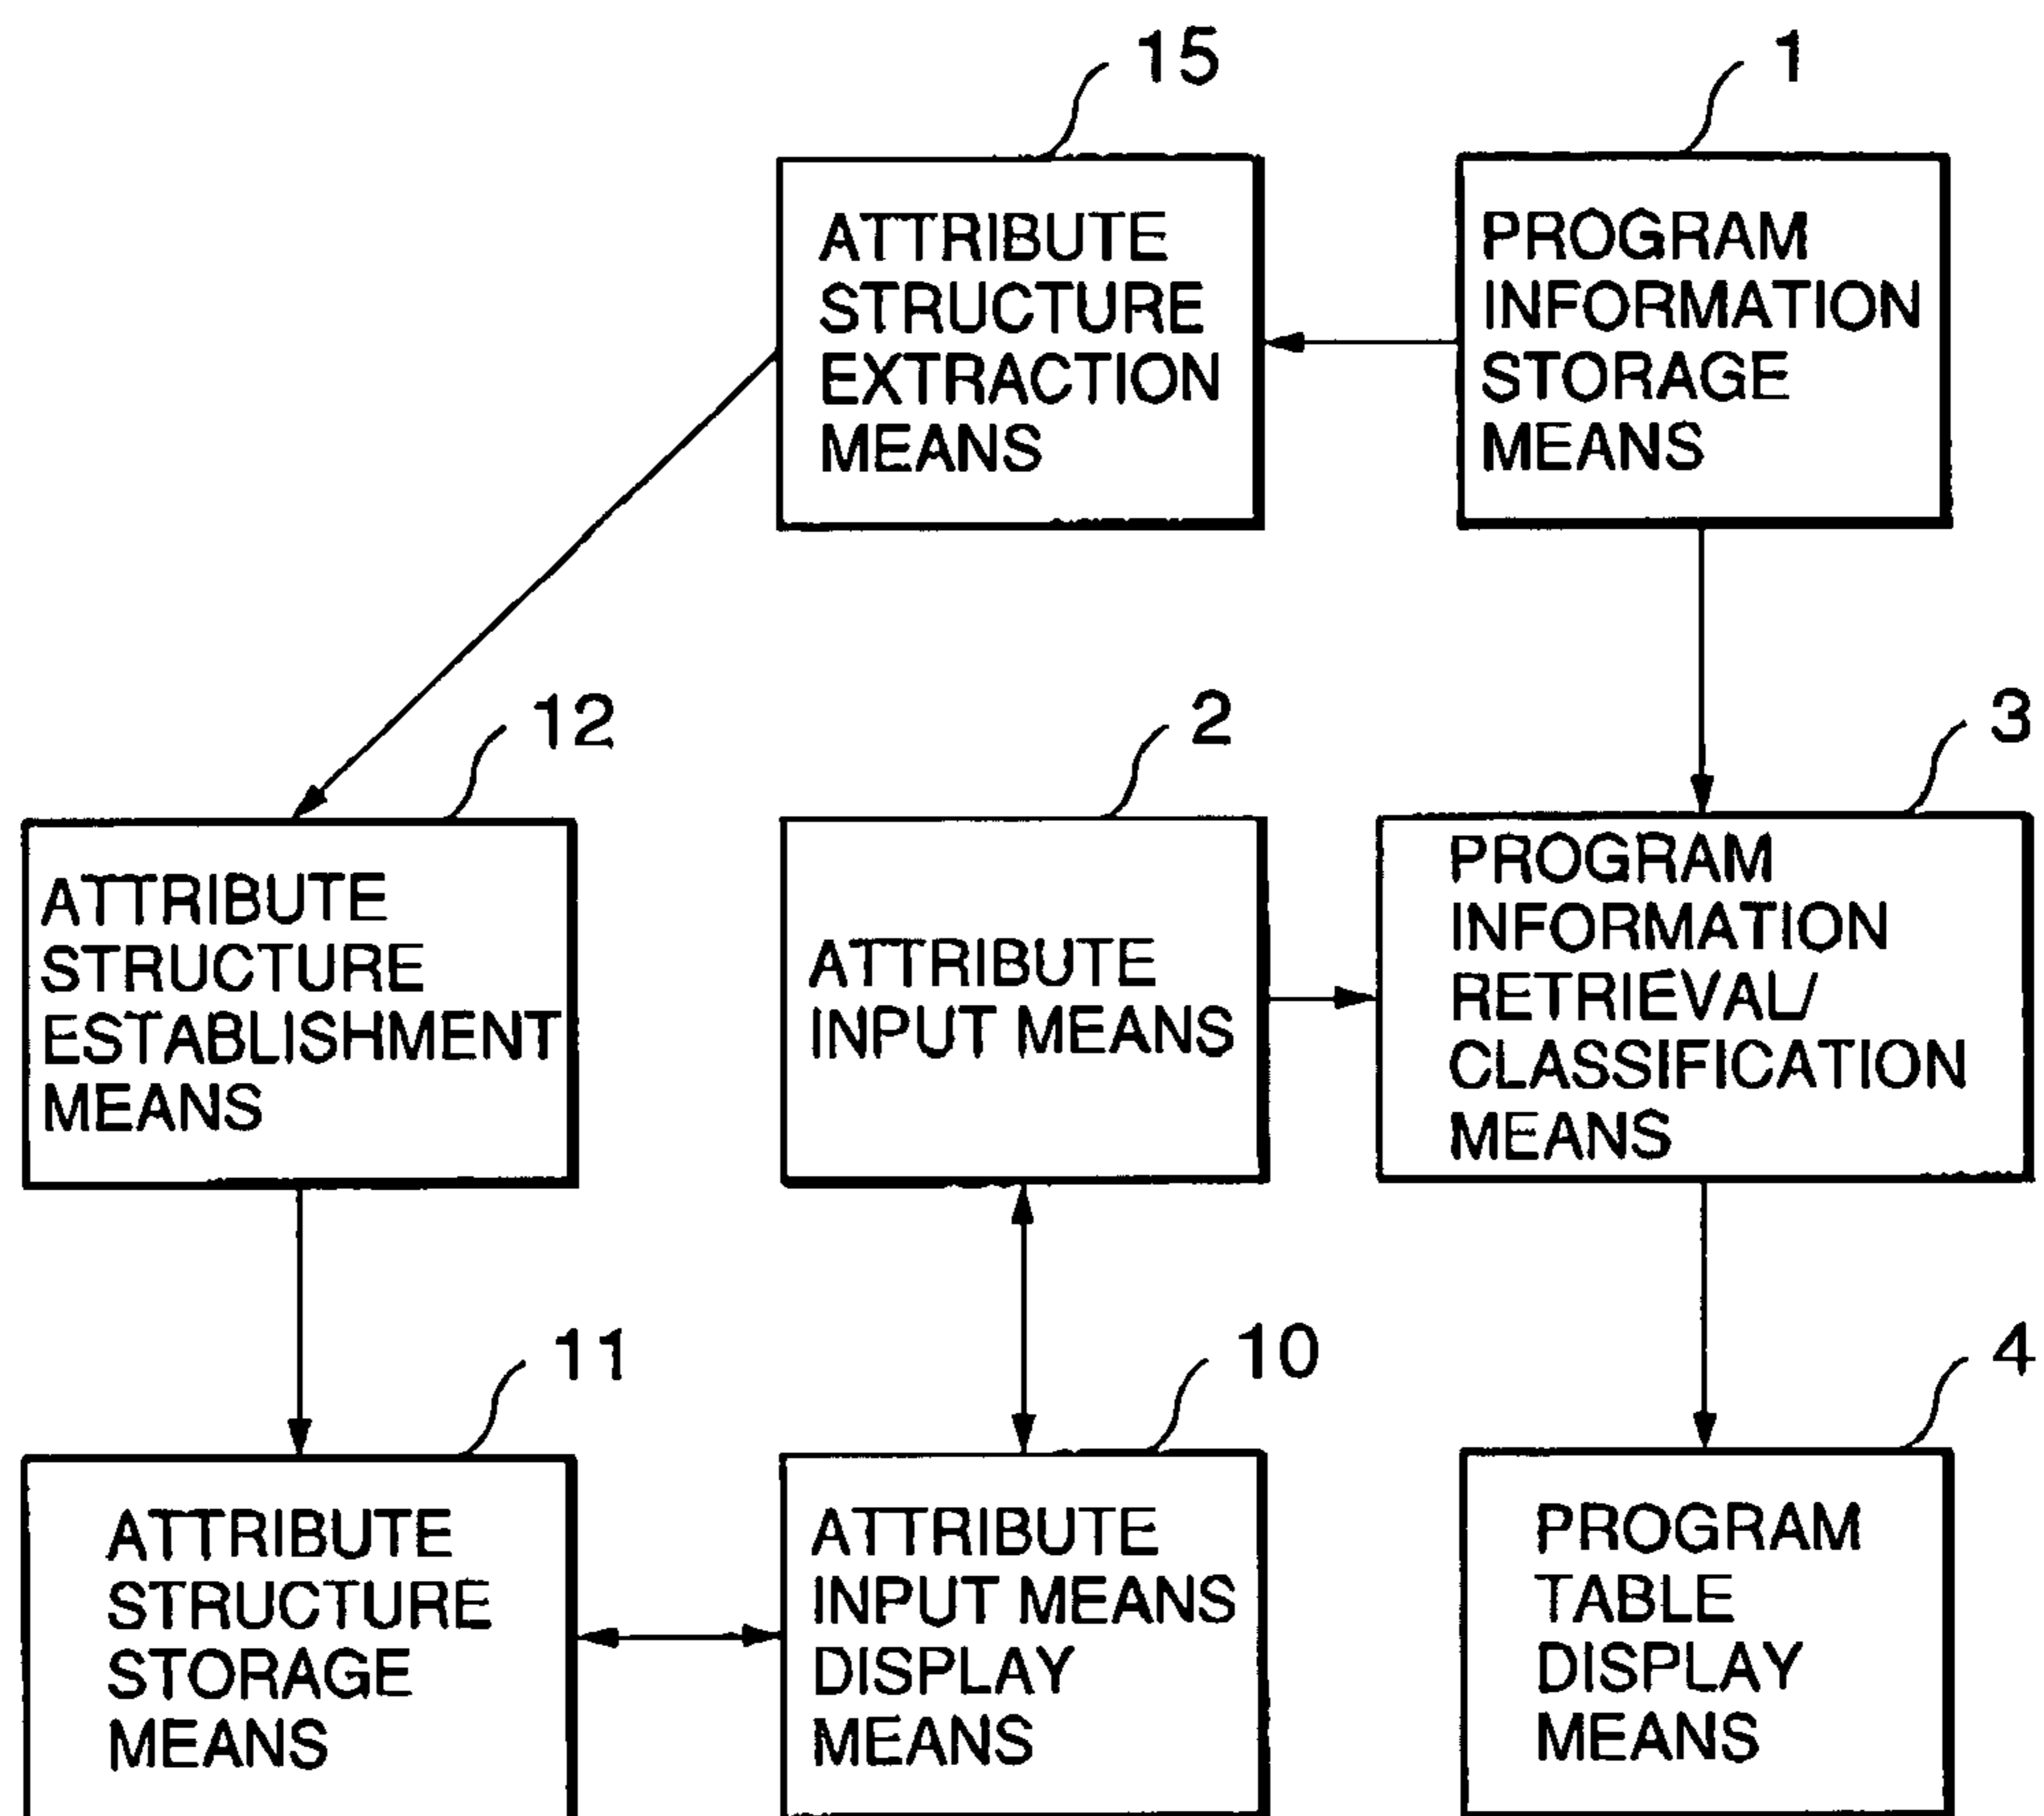 15
ATTRIBUTE
STRUCTURE
EXTRACTION
MEANS
1
PROGRAM
INFORMATION
STORAGE
MEANS
12
ATTRIBUTE
STRUCTURE
ESTABLISHMENT
MEANS
2
ATTRIBUTE
INPUT MEANS
3
PROGRAM
INFORMATION
RETRIEVAL/
CLASSIFICATION
MEANS
11
ATTRIBUTE
STRUCTURE
STORAGE
MEANS
10
ATTRIBUTE
INPUT MEANS
DISPLAY
MEANS
4
PROGRAM
TABLE
DISPLAY
MEANS